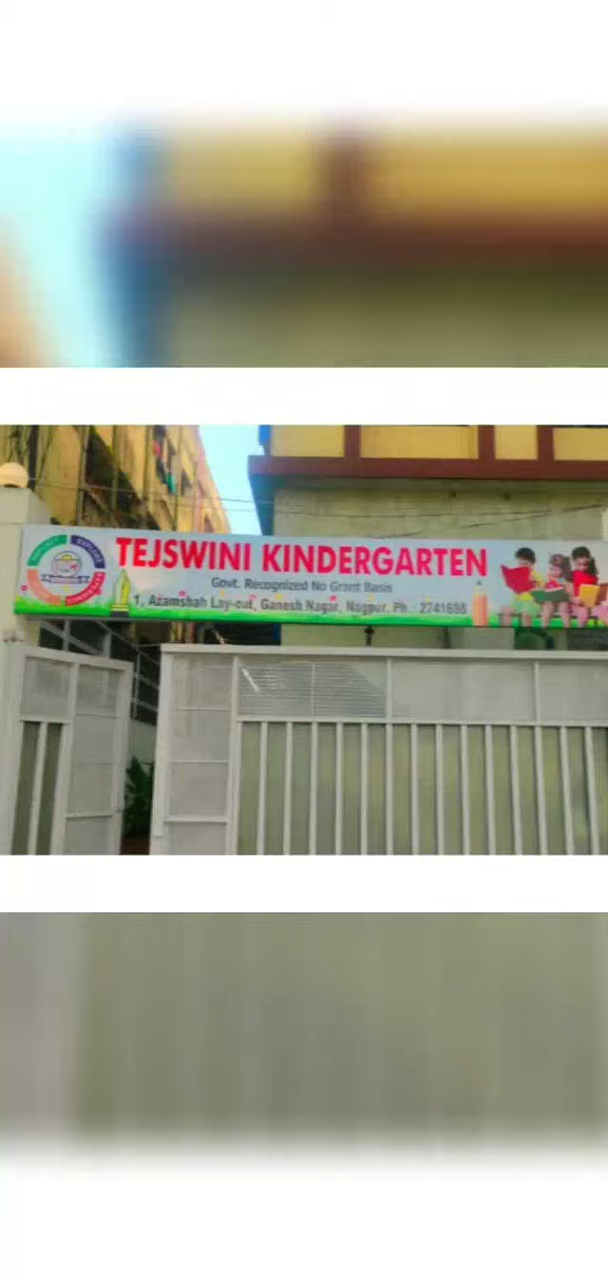 TEJSWINI KINDERGARTEN
Govt. Recognized No Grant Basis
1, Azamshah Lay-out, Ganesh Nagar, Nagpur. Ph.: 2741698